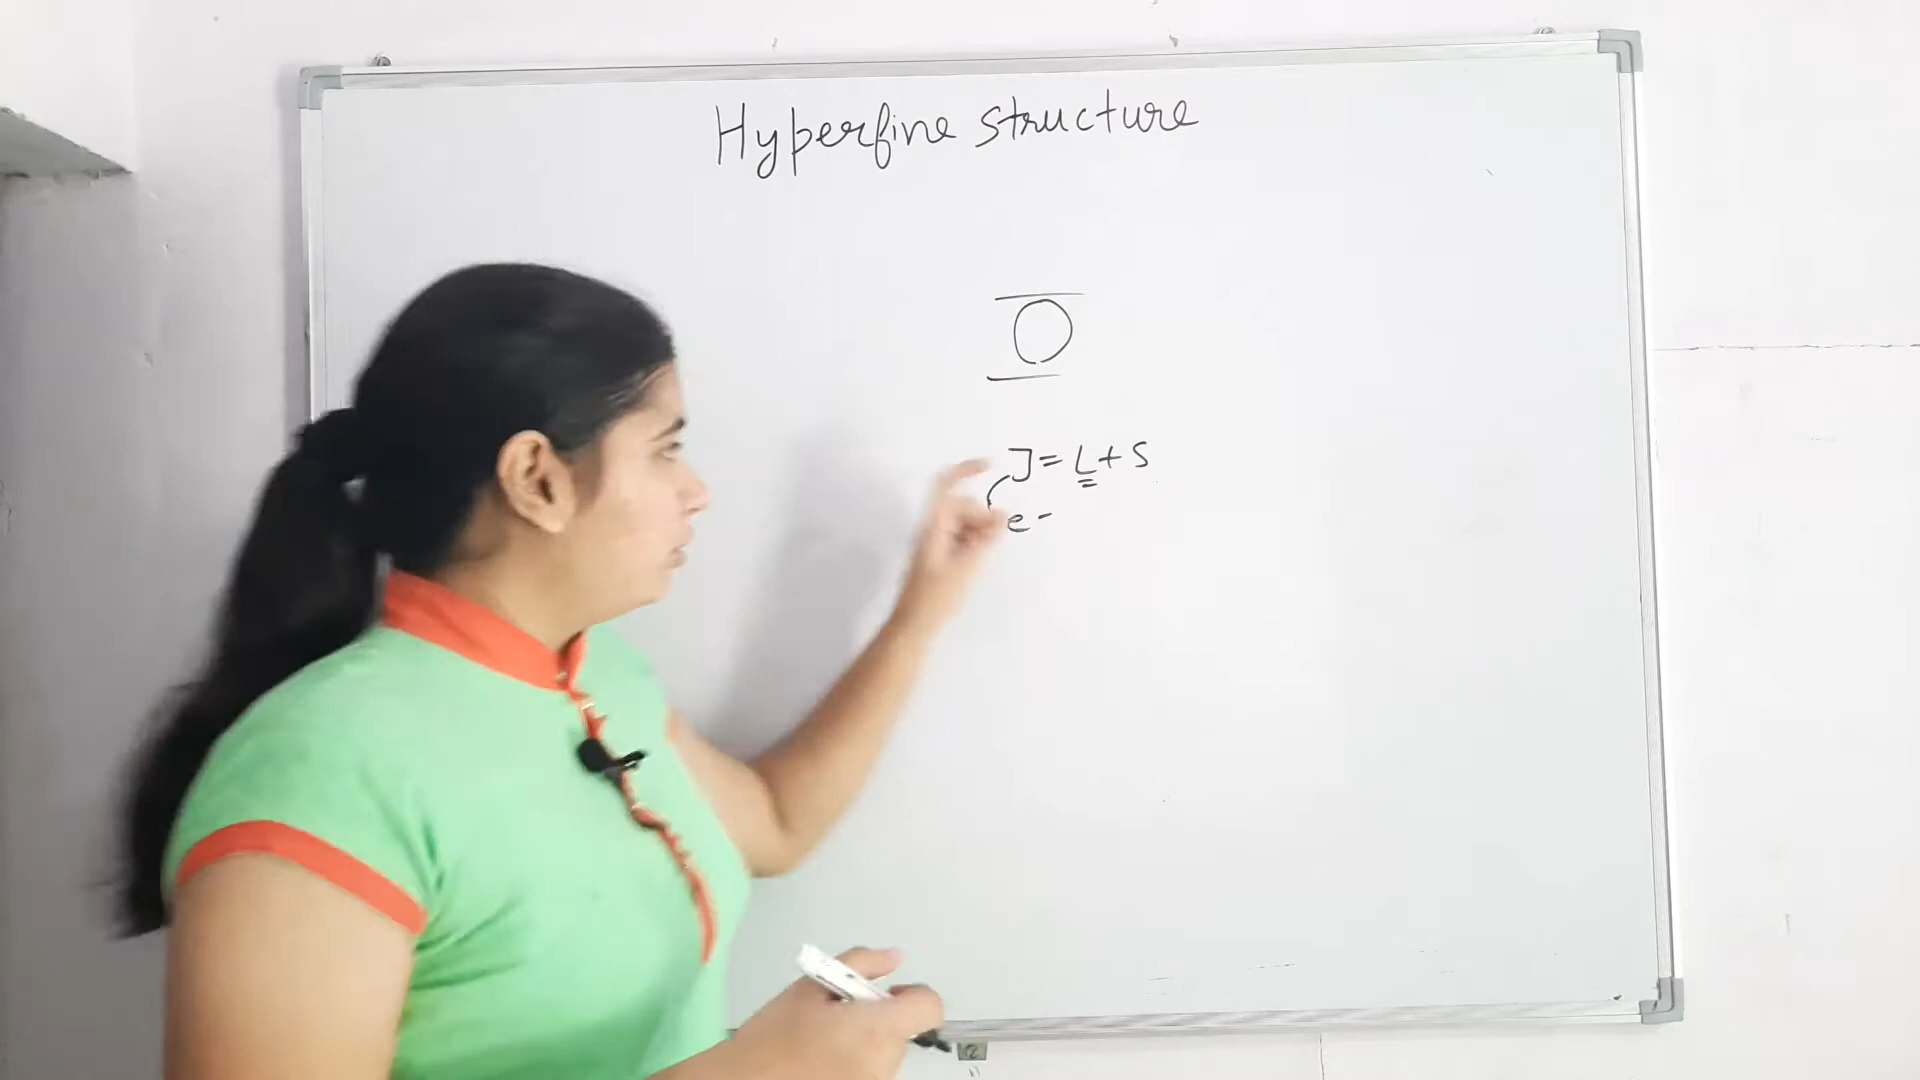 Hyperfine structure
J = L + S
e -